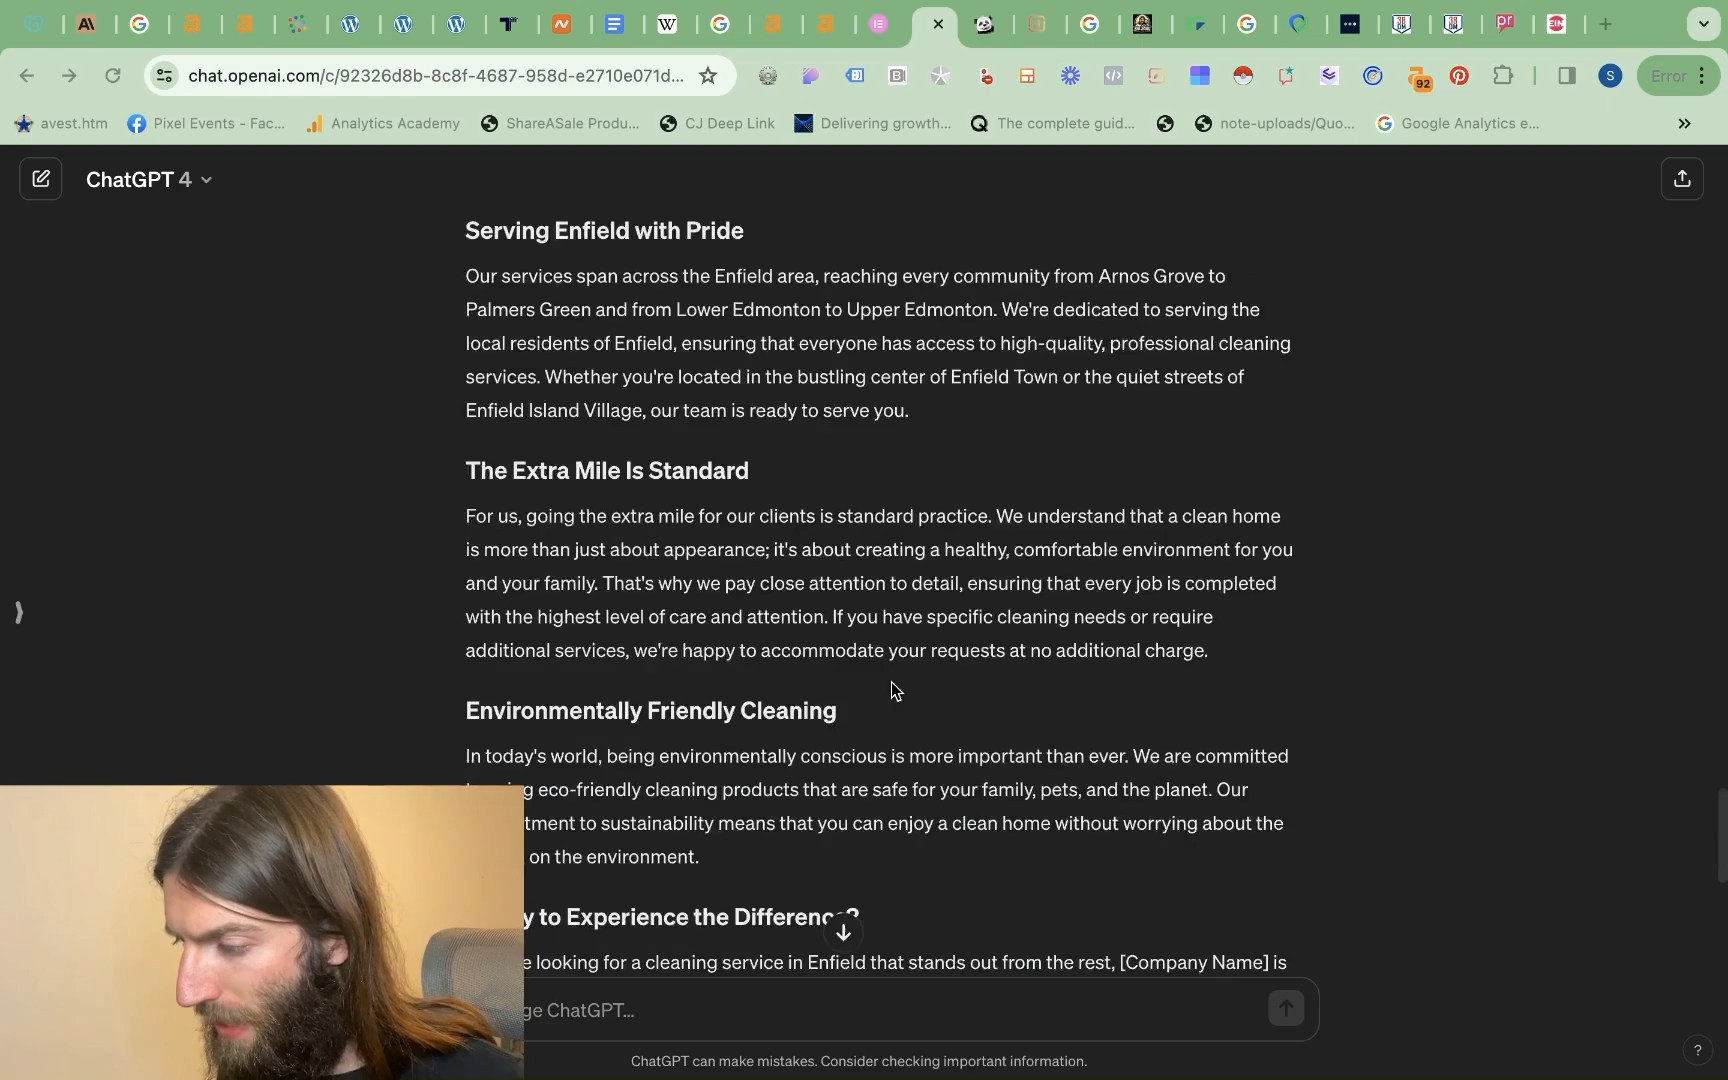 chat.openai.com/c/92326d8b-8c8f-4687-958d-e2710e071d...
92
S
Error
avest.htm
Pixel Events - Fac...
Analytics Academy
ShareASale Produ...
CJ Deep Link
Delivering growth...
The complete guid...
note-uploads/Quo...
Google Analytics e...
»
ChatGPT 4
Serving Enfield with Pride
Our services span across the Enfield area, reaching every community from Arnos Grove to
Palmers Green and from Lower Edmonton to Upper Edmonton. We're dedicated to serving the
local residents of Enfield, ensuring that everyone has access to high-quality, professional cleaning
services. Whether you're located in the bustling center of Enfield Town or the quiet streets of
Enfield Island Village, our team is ready to serve you.
The Extra Mile Is Standard
For us, going the extra mile for our clients is standard practice. We understand that a clean home
is more than just about appearance; it's about creating a healthy, comfortable environment for you
and your family. That's why we pay close attention to detail, ensuring that every job is completed
with the highest level of care and attention. If you have specific cleaning needs or require
additional services, we're happy to accommodate your requests at no additional charge.
Environmentally Friendly Cleaning
In today's world, being environmentally conscious is more important than ever. We are committed
eco-friendly cleaning products that are safe for your family, pets, and the planet. Our
to sustainability means that you can enjoy a clean home without worrying about the
on the environment.
to Experience the Difference?
looking for a cleaning service in Enfield that stands out from the rest, [Company Name] is
ChatGPT...
ChatGPT can make mistakes. Consider checking important information.
?